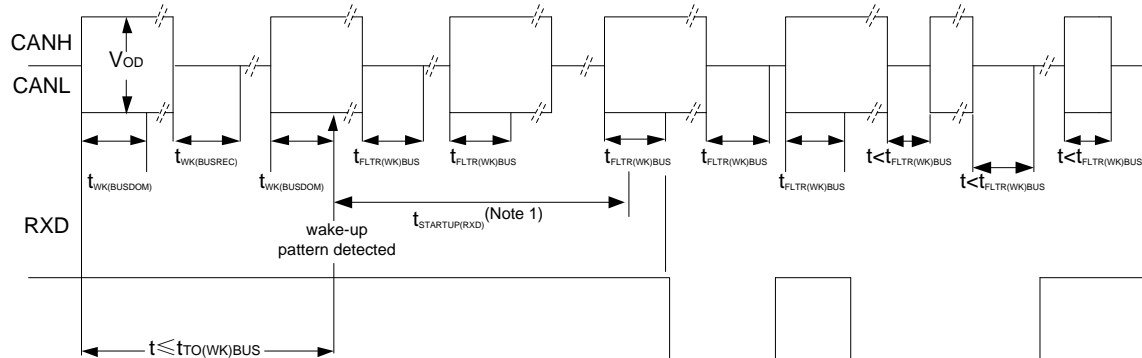 CANH
VOD
CANL
tWK(BUSREC)
tFLTR(WK)BUS
tFLTR(WK)BUS
tFLTR(WK)BUS
tFLTR(WK)BUS
t<tFLTR(WK)BUS
t<tFLTR(WK)BUS
tWK(BUSDOM)
tWK(BUSDOM)
tFLTR(WK)BUS
t<tFLTR(WK)BUS
RXD
tSTARTUP(RXD)(Note 1)
wake-up
pattern detected
t≤tTO(WK)BUS